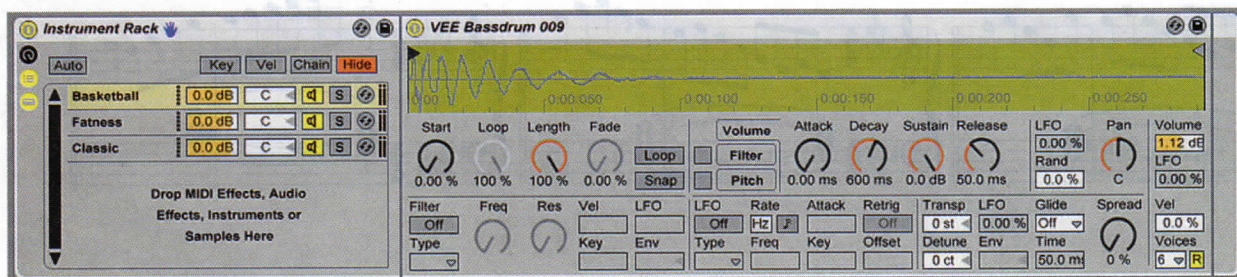 Instrument Rack
Auto Key Vel Chain Hide
Basketball 0.0 dB C S
Fatness 0.0 dB C S
Classic 0.0 dB C S
Drop MIDI Effects, Audio
Effects, Instruments or
Samples Here
VEE Bassdrum 009
0:00 0:00:050 0:00:100 0:00:150 0:00:200 0:00:250
Start Loop Length Fade Volume Attack Decay Sustain Release LFO Pan Volume
0.00 % 1.12 dB
Loop Filter Rand LFO
Snap Pitch
0.00 % 100 % 100 % 0.00 % 0.00 ms 600 ms 0.0 dB 50.0 ms 0.0 % C 0.00 %
Filter Freq Res Vel LFO LFO Rate Attack Retrig Transp LFO Glide Spread Vel
Off Off Hz Off 0 st 0.00 % Off 0.0 %
Type Key Env Type Freq Key Offset Detune Env Time Voices
0 ct 50.0 ms 0 % 6 R